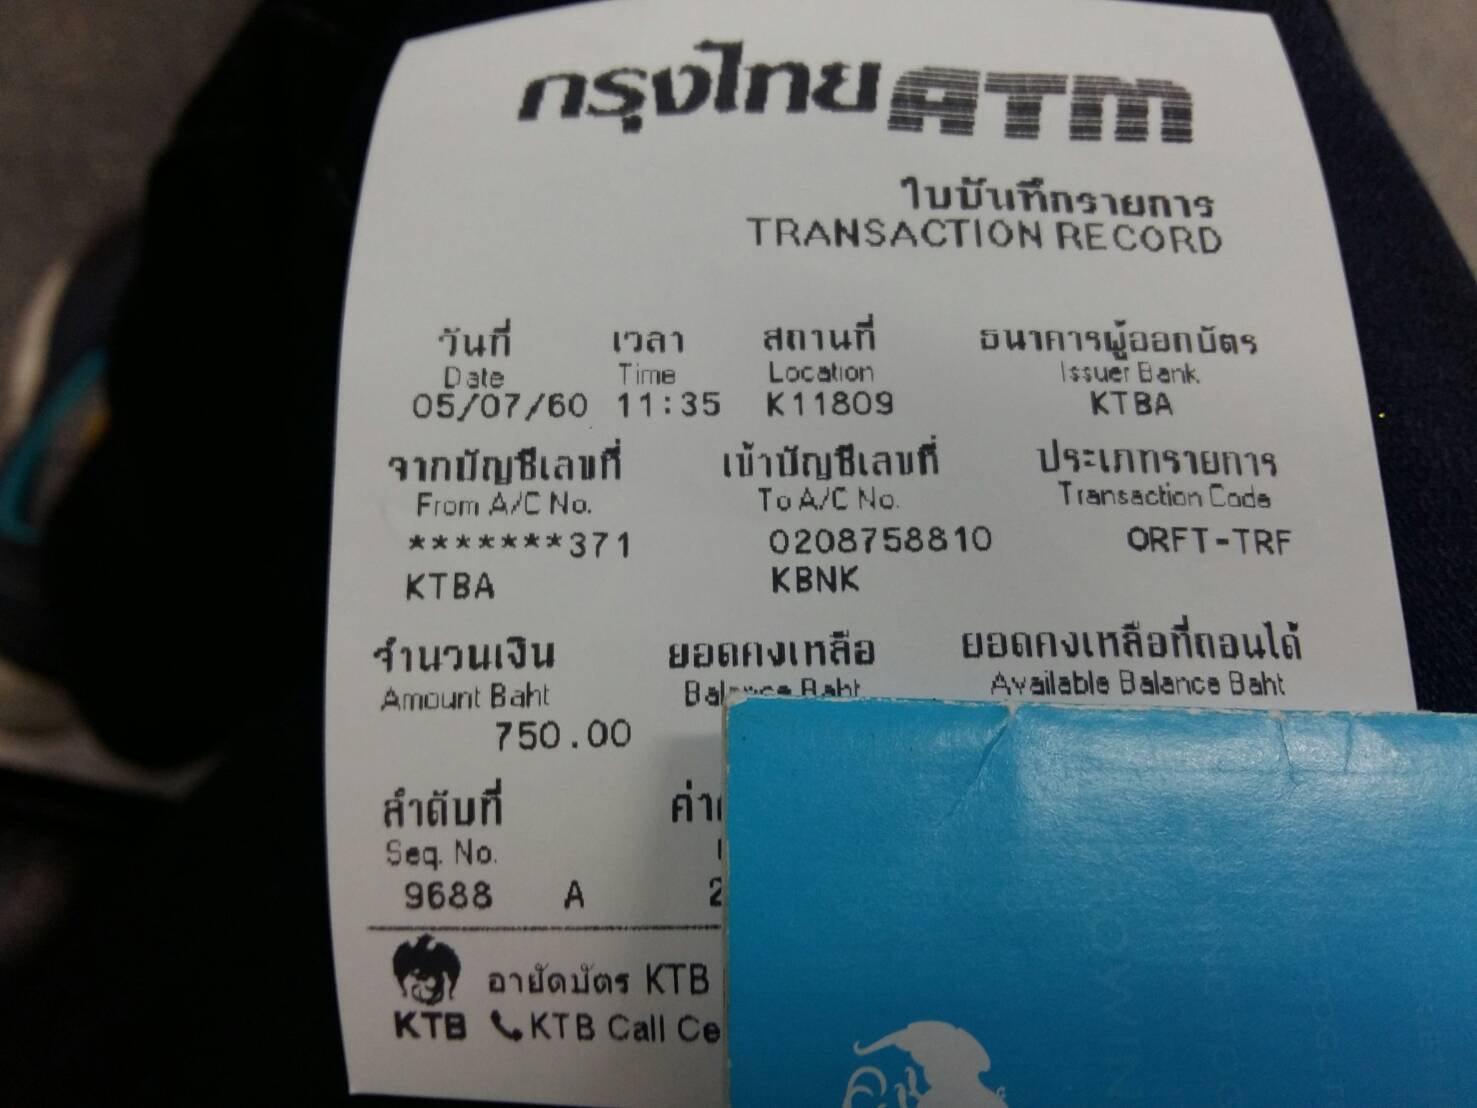 กรุงไทย ATM
ใบบันทึกรายการ
TRANSACTION RECORD
วันที่ เวลา สถานที่ ธนาคารผู้ออกบัตร
Date Time Location Issuer Bank
05/07/60 11:35 K11809 KTBA
จากบัญชีเลขที่ เข้าบัญชีเลขที่ ประเภทรายการ
From A/C No. To A/C No. Transaction Code
*******371 0208758810 ORFT-TRF
KTBA KBNK
จำนวนเงิน ยอดคงเหลือ ยอดคงเหลือที่ถอนได้
Amount Baht Balance Baht Available Balance Baht
750.00
ลำดับที่
Seq. No.
9688 A
อายัดบัตร KTB
KTB KTB Call